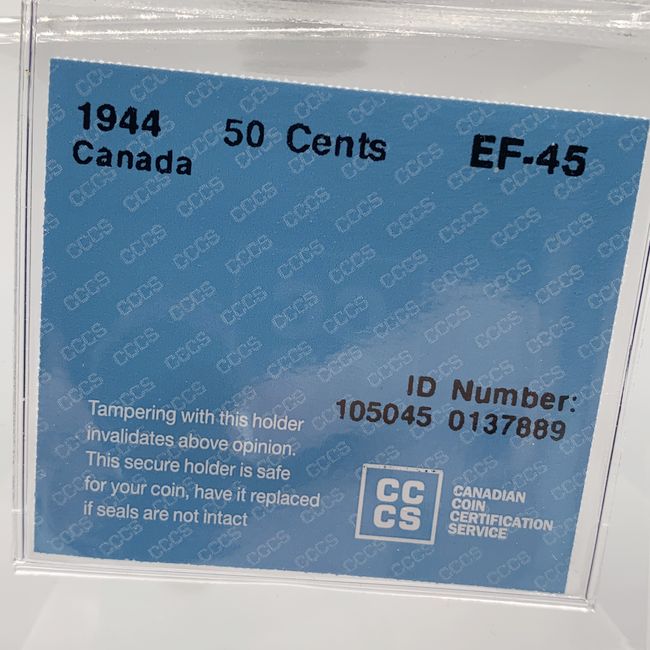 1944 50 Cents EF-45
Canada
ID Number:
105045 0137889
Tampering with this holder
invalidates above opinion.
This secure holder is safe
for your coin, have it replaced
if seals are not intact
CC
CS
CANADIAN
COIN
CERTIFICATION
SERVICE